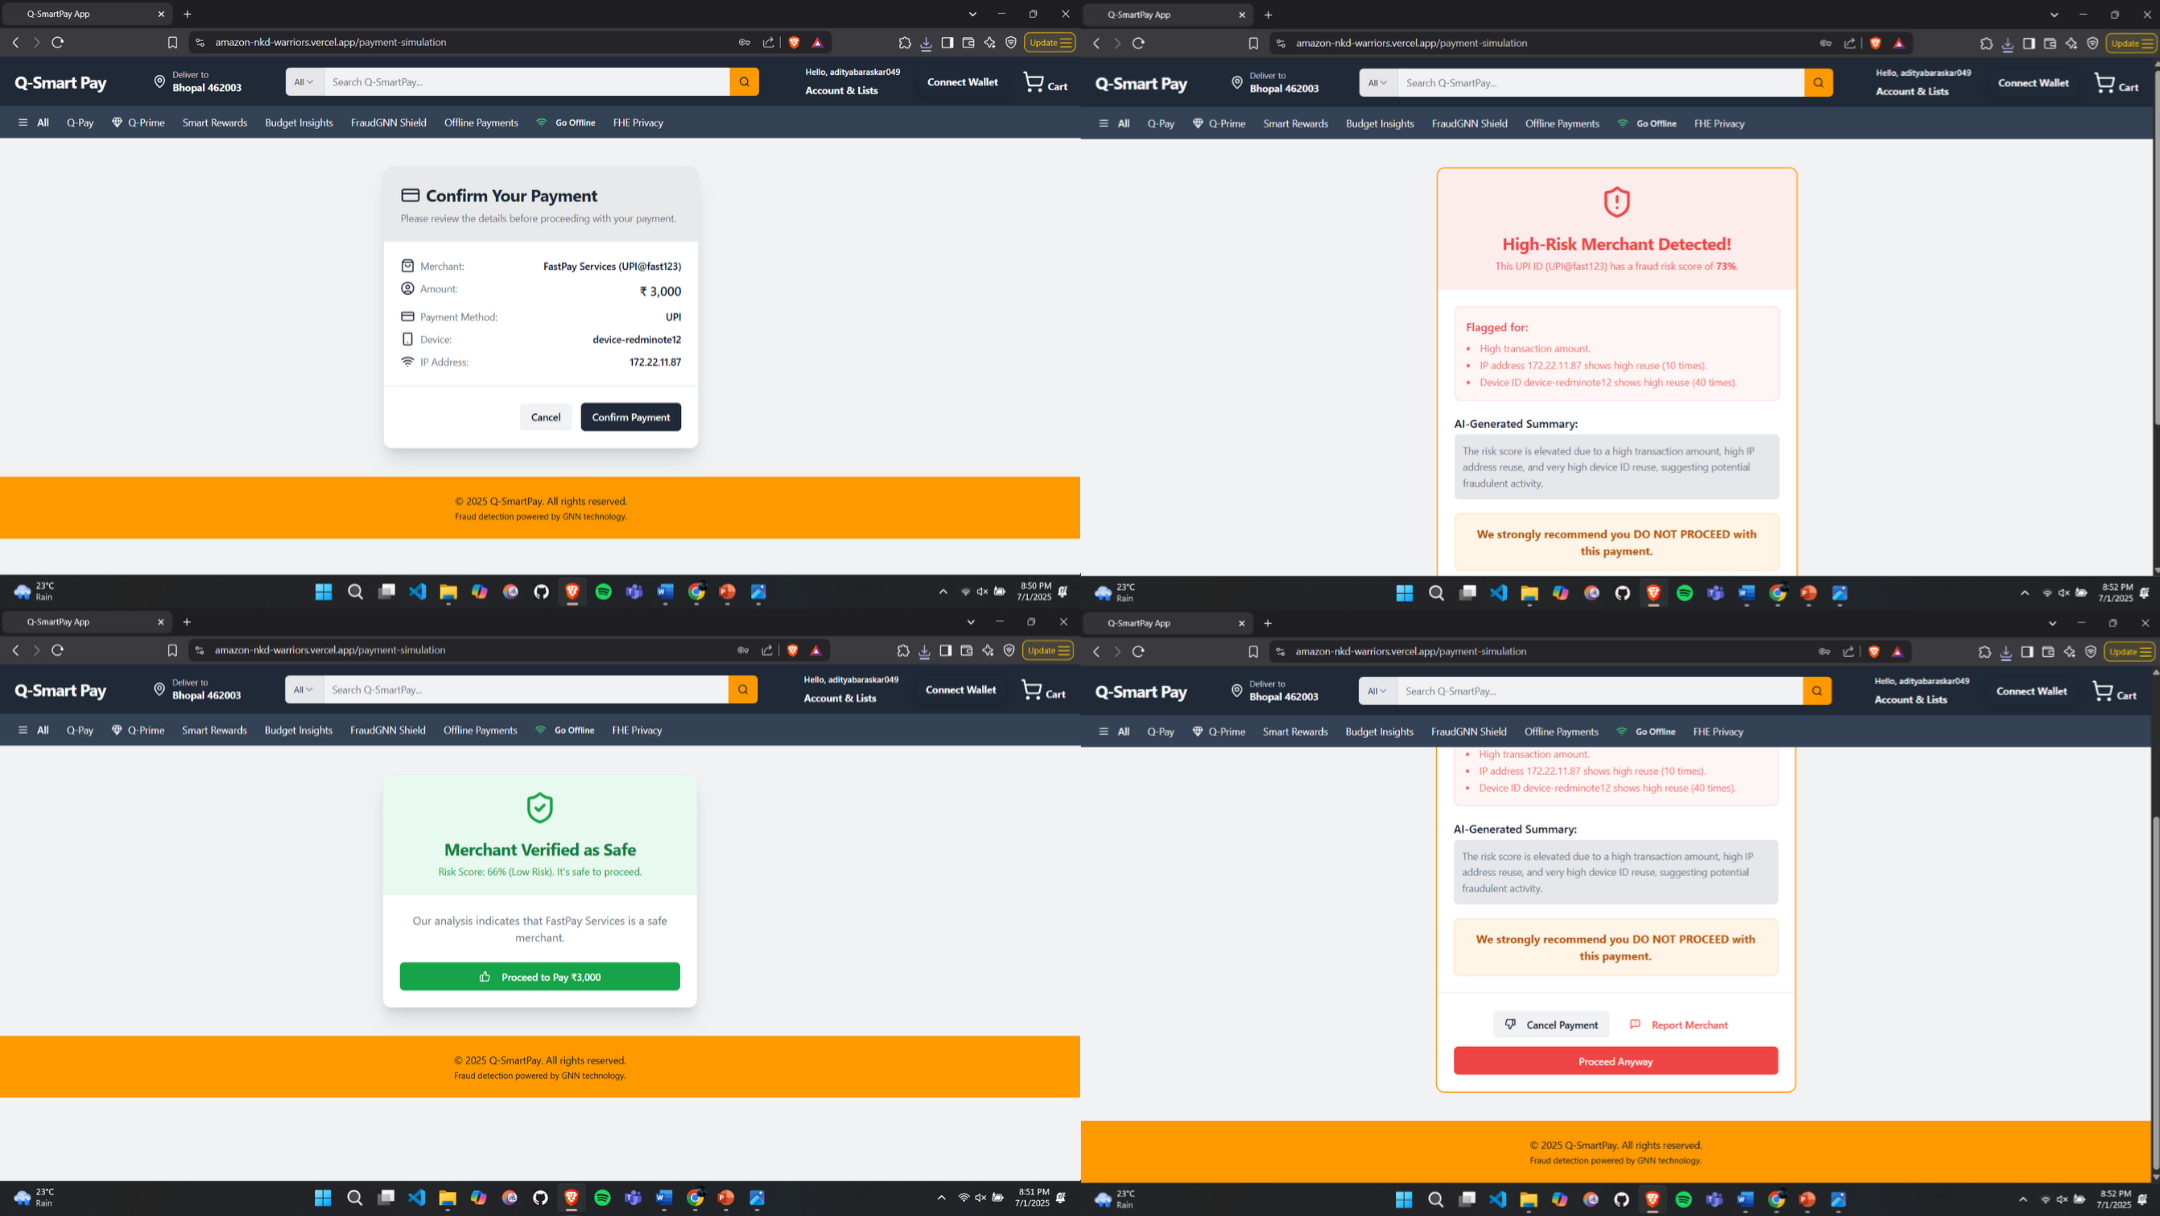 Q-SmartPay App
amazon-nkd-warriors.vercel.app/payment-simulation
Update
Q-Smart Pay
Deliver to
Bhopal 462003
All
Search Q-SmartPay...
Hello, adityabaraskar049
Account & Lists
Connect Wallet
Cart
All Q-Pay Q-Prime Smart Rewards Budget Insights FraudGNN Shield Offline Payments Go Offline FHE Privacy
Confirm Your Payment
Please review the details before proceeding with your payment.
Merchant: FastPay Services (UPI@fast123)
Amount: ₹ 3,000
Payment Method: UPI
Device: device-redminote12
IP Address: 172.22.11.87
Cancel Confirm Payment
© 2025 Q-SmartPay. All rights reserved.
Fraud detection powered by GNN technology.
23°C
Rain
8:50 PM
7/1/2025
Q-SmartPay App
amazon-nkd-warriors.vercel.app/payment-simulation
Update
Q-Smart Pay
Deliver to
Bhopal 462003
All
Search Q-SmartPay...
Hello, adityabaraskar049
Account & Lists
Connect Wallet
Cart
All Q-Pay Q-Prime Smart Rewards Budget Insights FraudGNN Shield Offline Payments Go Offline FHE Privacy
High-Risk Merchant Detected!
This UPI ID (UPI@fast123) has a fraud risk score of 73%.
Flagged for:
• High transaction amount.
• IP address 172.22.11.87 shows high reuse (10 times).
• Device ID device-redminote12 shows high reuse (40 times).
AI-Generated Summary:
The risk score is elevated due to a high transaction amount, high IP
address reuse, and very high device ID reuse, suggesting potential
fraudulent activity.
We strongly recommend you DO NOT PROCEED with
this payment.
23°C
Rain
8:52 PM
7/1/2025
Q-SmartPay App
amazon-nkd-warriors.vercel.app/payment-simulation
Update
Q-Smart Pay
Deliver to
Bhopal 462003
All
Search Q-SmartPay...
Hello, adityabaraskar049
Account & Lists
Connect Wallet
Cart
All Q-Pay Q-Prime Smart Rewards Budget Insights FraudGNN Shield Offline Payments Go Offline FHE Privacy
Merchant Verified as Safe
Risk Score: 66% (Low Risk). It's safe to proceed.
Our analysis indicates that FastPay Services is a safe
merchant.
Proceed to Pay ₹3,000
© 2025 Q-SmartPay. All rights reserved.
Fraud detection powered by GNN technology.
23°C
Rain
8:51 PM
7/1/2025
Q-SmartPay App
amazon-nkd-warriors.vercel.app/payment-simulation
Update
Q-Smart Pay
Deliver to
Bhopal 462003
All
Search Q-SmartPay...
Hello, adityabaraskar049
Account & Lists
Connect Wallet
Cart
All Q-Pay Q-Prime Smart Rewards Budget Insights FraudGNN Shield Offline Payments Go Offline FHE Privacy
• High transaction amount.
• IP address 172.22.11.87 shows high reuse (10 times).
• Device ID device-redminote12 shows high reuse (40 times).
AI-Generated Summary:
The risk score is elevated due to a high transaction amount, high IP
address reuse, and very high device ID reuse, suggesting potential
fraudulent activity.
We strongly recommend you DO NOT PROCEED with
this payment.
Cancel Payment Report Merchant
Proceed Anyway
© 2025 Q-SmartPay. All rights reserved.
Fraud detection powered by GNN technology.
23°C
Rain
8:52 PM
7/1/2025